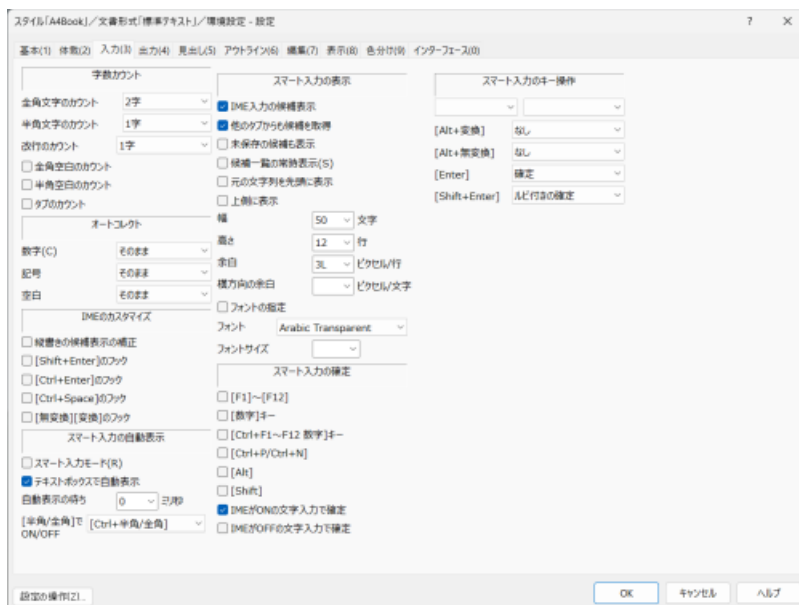 スタイル「A4Book」／文書形式「標準テキスト」／環境設定 - 設定
?
×
基本(1) 体裁(2) 入力(3) 出力(4) 見出し(5) アウトライン(6) 編集(7) 表示(8) 色分け(9) インターフェース(0)
字数カウント
全角文字のカウント 2字
半角文字のカウント 1字
改行のカウント 1字
全角空白のカウント
半角空白のカウント
タブのカウント
オートコレクト
数字(C) そのまま
記号 そのまま
空白 そのまま
IMEのカスタマイズ
縦書きの候補表示の補正
[Shift+Enter]のフック
[Ctrl+Enter]のフック
[Ctrl+Space]のフック
[無変換][変換]のフック
スマート入力の自動表示
スマート入力モード(R)
テキストボックスで自動表示
自動表示の待ち 0 ミリ秒
[半角/全角]で
ON/OFF
[Ctrl+半角/全角]
スマート入力の表示
IME入力の候補表示
他のタブからも候補を取得
未保存の候補も表示
候補一覧の常時表示(S)
元の文字列を先頭に表示
上側に表示
幅 50 文字
高さ 12 行
余白 3L ピクセル/行
横方向の余白 ピクセル/文字
フォントの指定
フォント Arabic Transparent
フォントサイズ
スマート入力の確定
[F1]～[F12]
[数字]キー
[Ctrl+F1～F12 数字]キー
[Ctrl+P/Ctrl+N]
[Alt]
[Shift]
IMEがONの文字入力で確定
IMEがOFFの文字入力で確定
スマート入力のキー操作
[Alt+変換] なし
[Alt+無変換] なし
[Enter] 確定
[Shift+Enter] ルビ付きの確定
設定の操作(Z)...
OK
キャンセル
ヘルプ